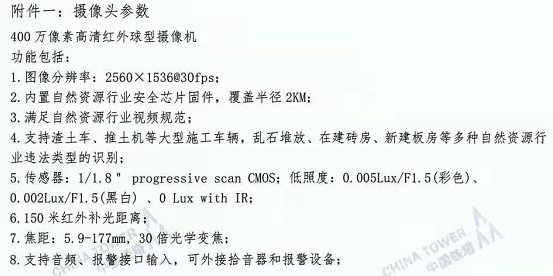 附件一：摄像头参数
400 万像素高清红外球型摄像机
功能包括：
1.图像分辨率：2560×1536@30fps；
2.内置自然资源行业安全芯片固件，覆盖半径 2KM；
3.满足自然资源行业视频规范；
4.支持渣土车、推土机等大型施工车辆，乱石堆放、在建砖房、新建板房等多种自然资源行
业违法类型的识别；
5.传感器：1/1.8＂ progressive scan CMOS；低照度：0.005Lux/F1.5(彩色)、
0.002Lux/F1.5(黑白) 、0 Lux with IR；
6.150 米红外补光距离；
7.焦距：5.9-177mm，30 倍光学变焦；
8.支持音频、报警接口输入，可外接拾音器和报警设备；
CHINA TOWER
中国铁塔
CHINA TOWER
中国铁塔